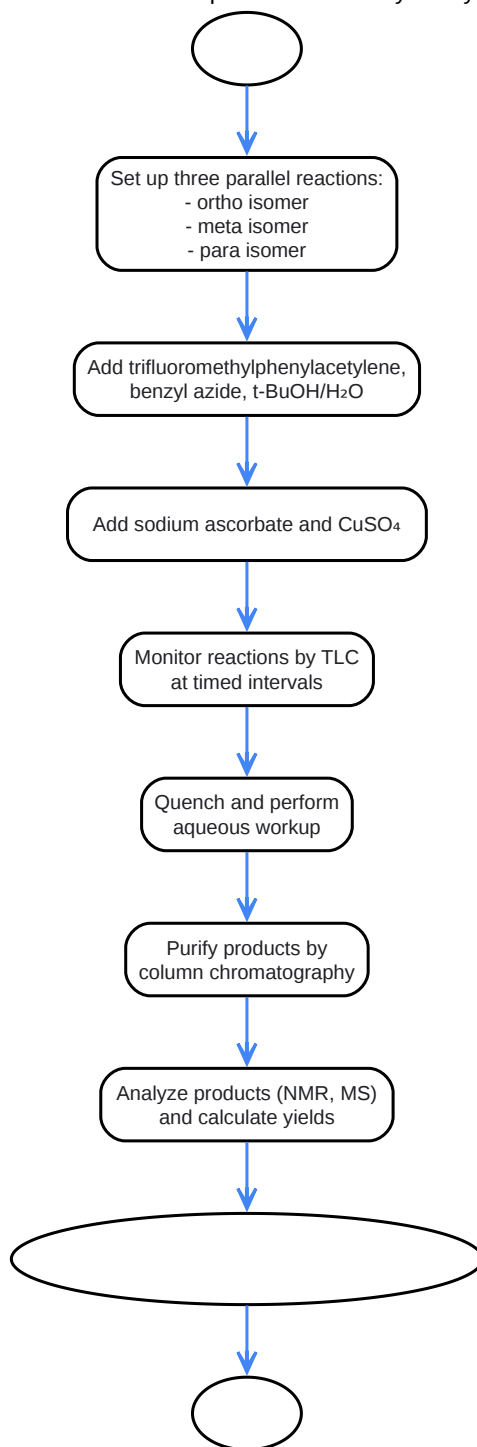 Set up three parallel reactions:
- ortho isomer
- meta isomer
- para isomer
Add trifluoromethylphenylacetylene,
benzyl azide, t-BuOH/H₂O
Add sodium ascorbate and CuSO₄
Monitor reactions by TLC
at timed intervals
Quench and perform
aqueous workup
Purify products by
column chromatography
Analyze products (NMR, MS)
and calculate yields